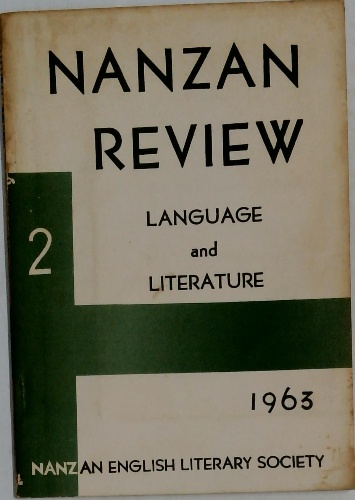 NANZAN
REVIEW
LANGUAGE
and
LITERATURE
2
1963
NANZAN ENGLISH LITERARY SOCIETY